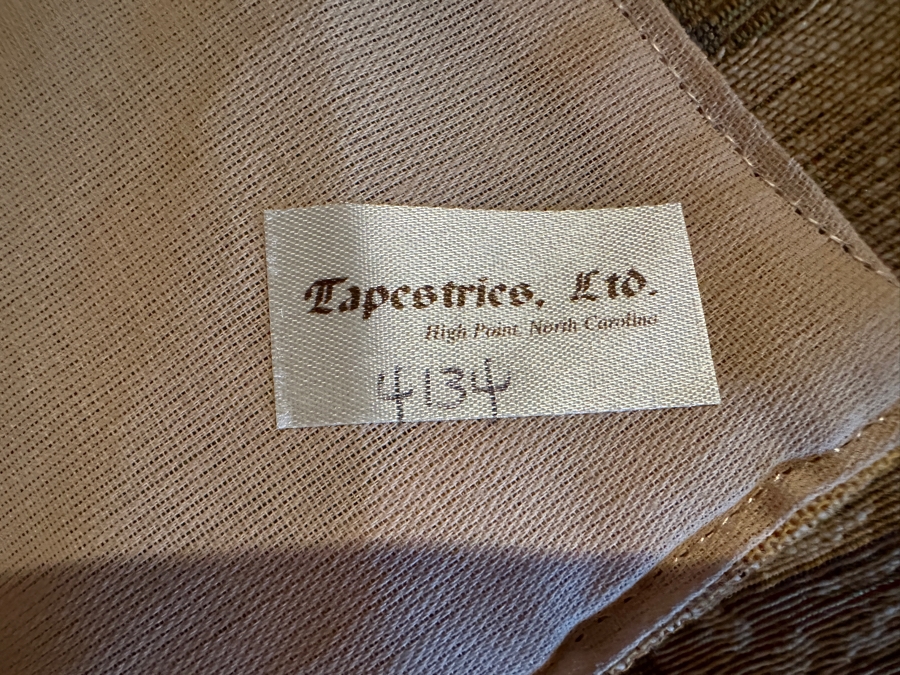 Tapestries, Ltd.
High Point, North Carolina
4134